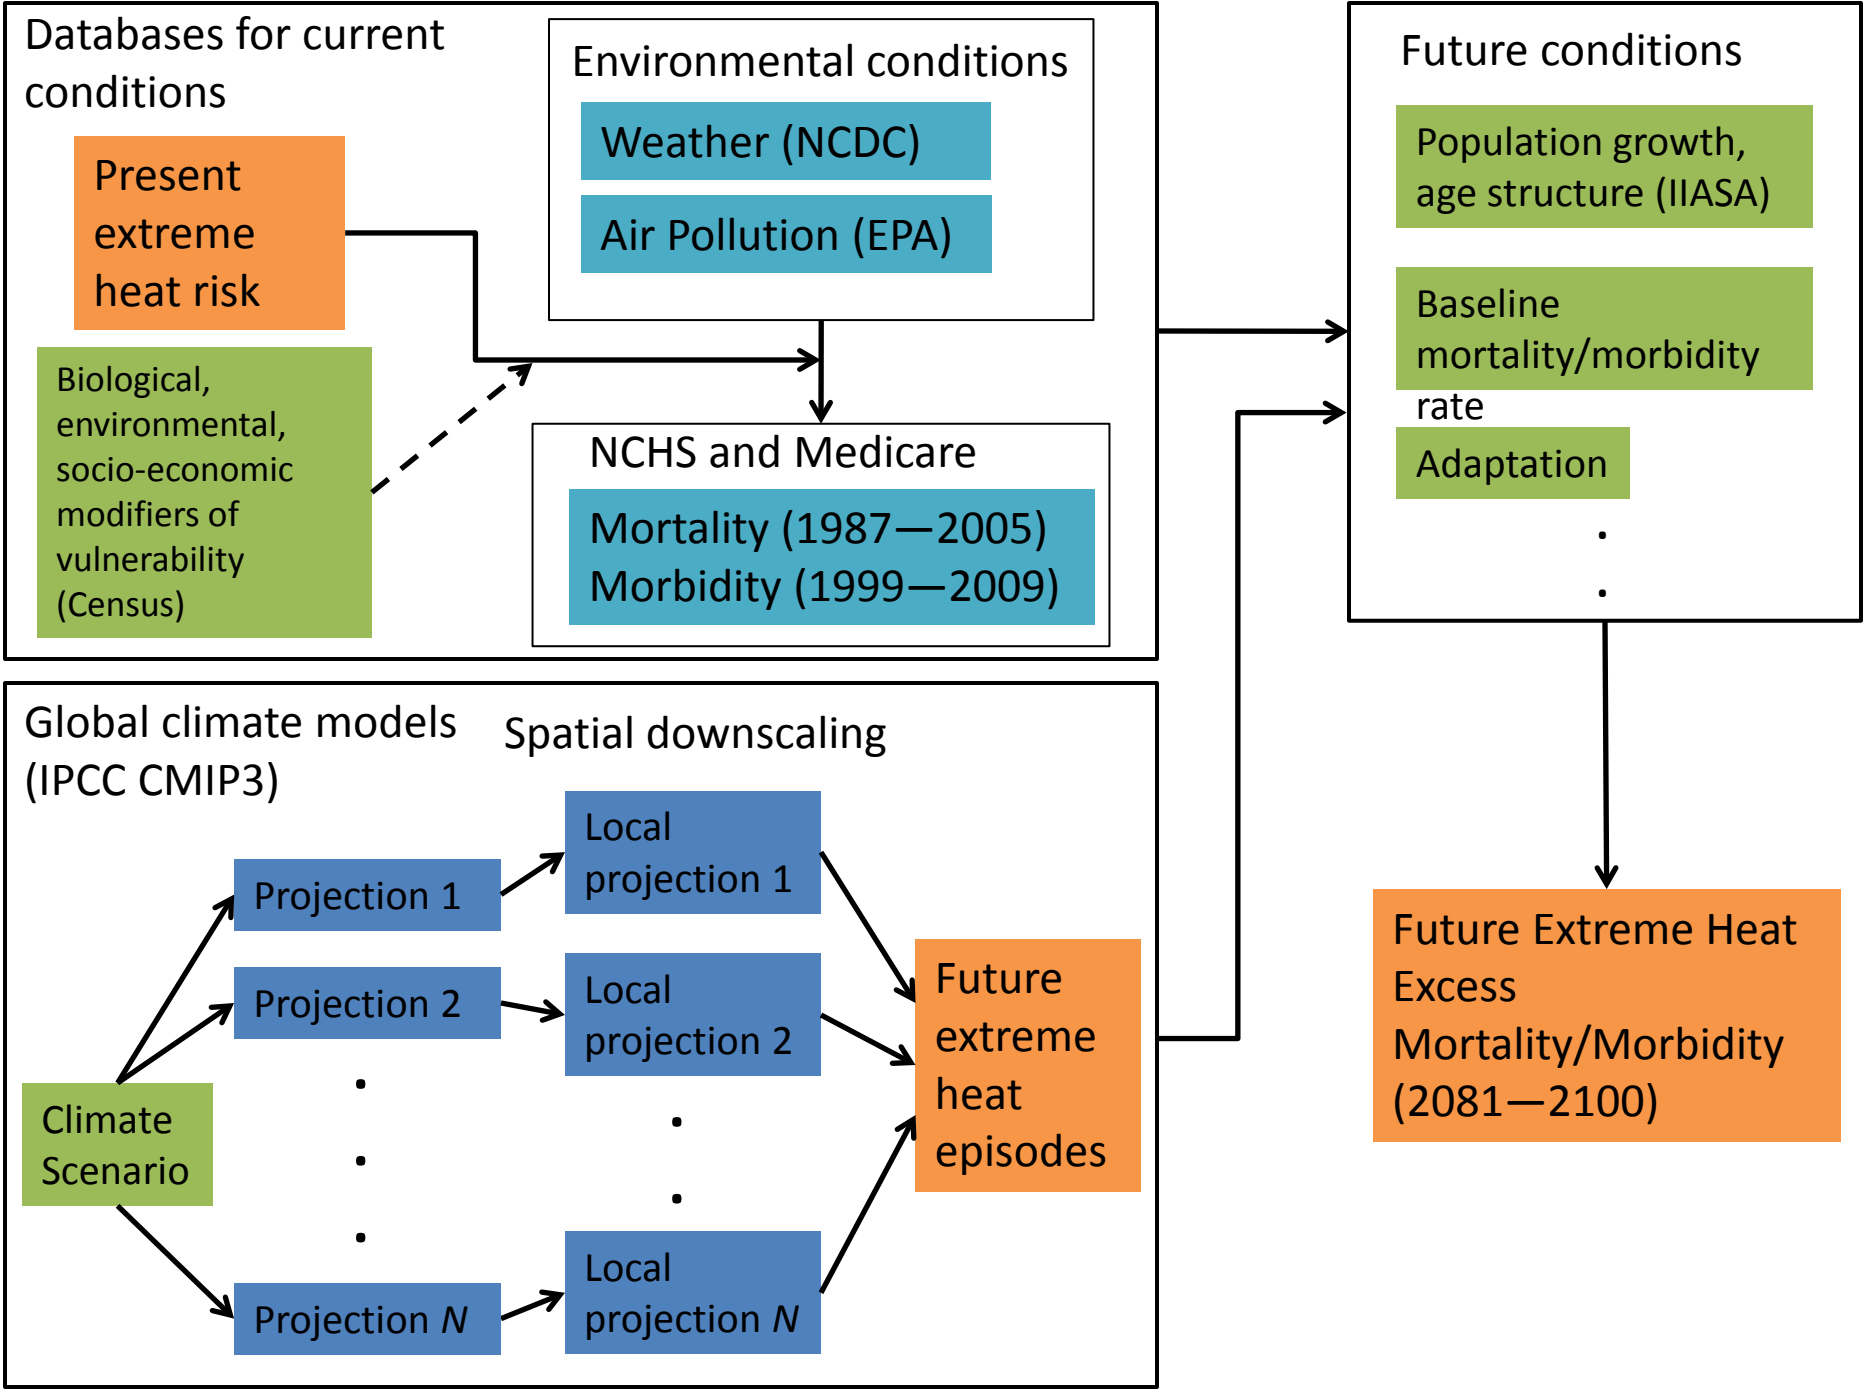 Databases for current
conditions
Present
extreme
heat risk
Biological,
environmental,
socio-economic
modifiers of
vulnerability
(Census)
Environmental conditions
Weather (NCDC)
Air Pollution (EPA)
NCHS and Medicare
Mortality (1987—2005)
Morbidity (1999—2009)
Future conditions
Population growth,
age structure (IIASA)
Baseline
mortality/morbidity
rate
Adaptation
.
.
Global climate models
(IPCC CMIP3)
Spatial downscaling
Climate
Scenario
Projection 1
Projection 2
.
.
.
Projection N
Local
projection 1
Local
projection 2
.
.
Local
projection N
Future
extreme
heat
episodes
Future Extreme Heat
Excess
Mortality/Morbidity
(2081—2100)